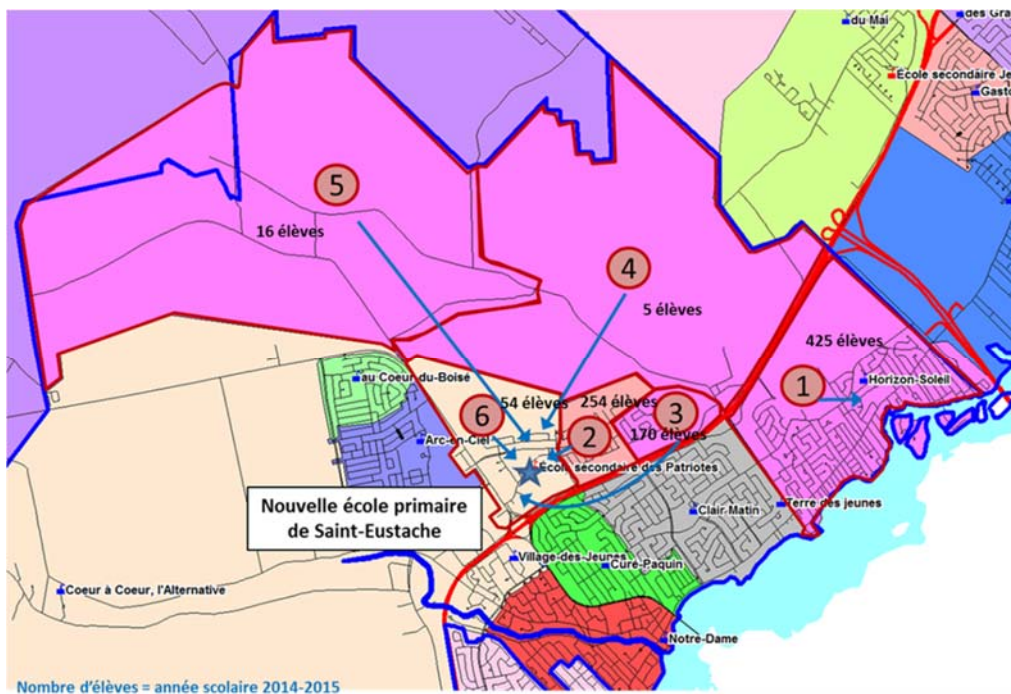 du Mai
des Gra
École secondaire Je
Gasto
5
16 élèves
4
5 élèves
425 élèves
1
Horizon-Soleil
au Coeur-du-Boisé
54 élèves
254 élèves
6
3
2
170 élèves
Arc-en-Ciel
École secondaire des Patriotes
Nouvelle école primaire
de Saint-Eustache
Clair Matin
Terre des jeunes
Village-des-Jeunes
Curé-Paquin
Coeur à Coeur, l'Alternative
Notre-Dame
Nombre d'élèves = année scolaire 2014-2015